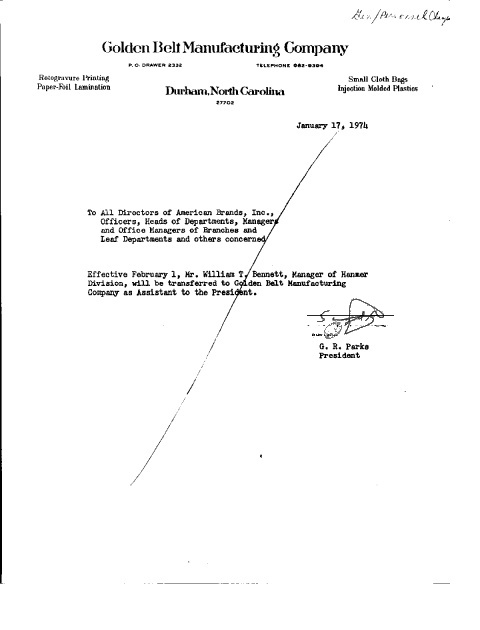 Gen/Personnel Change
Golden Belt Manufacturing Company
P. O. DRAWER 2332 TELEPHONE 682-9394
Rotogravure Printing
Paper-Foil Lamination
Small Cloth Bags
Injection Molded Plastics
Durham, North Carolina
27702
January 17, 1974
To All Directors of American Brands, Inc.,
Officers, Heads of Departments, Managers
and Office Managers of Branches and
Leaf Departments and others concerned
Effective February 1, Mr. William T. Bennett, Manager of Hanmer
Division, will be transferred to Golden Belt Manufacturing
Company as Assistant to the President.
G. R. Parks
President